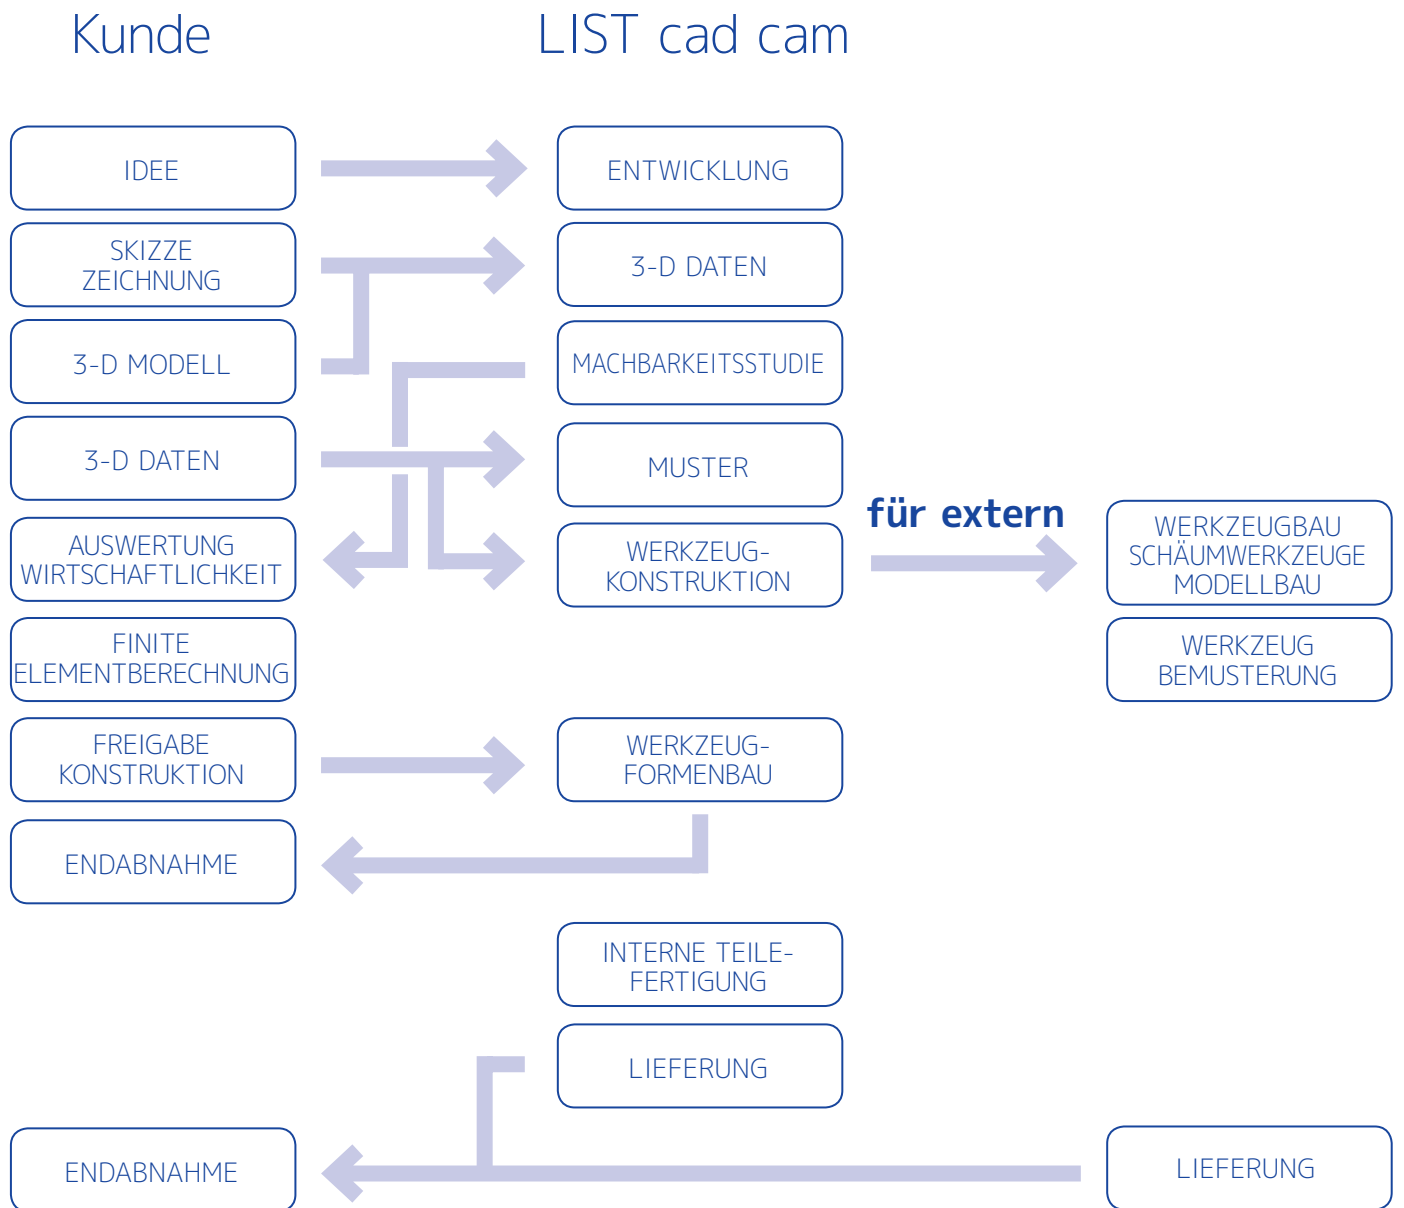 Kunde
LIST cad cam
IDEE
ENTWICKLUNG
SKIZZE
ZEICHNUNG
3-D DATEN
3-D MODELL
MACHBARKEITSSTUDIE
3-D DATEN
MUSTER
für extern
AUSWERTUNG
WIRTSCHAFTLICHKEIT
WERKZEUG-
KONSTRUKTION
WERKZEUGBAU
SCHÄUMWERKZEUGE
MODELLBAU
FINITE
ELEMENTBERECHNUNG
WERKZEUG
BEMUSTERUNG
FREIGABE
KONSTRUKTION
WERKZEUG-
FORMENBAU
ENDABNAHME
INTERNE TEILE-
FERTIGUNG
LIEFERUNG
ENDABNAHME
LIEFERUNG